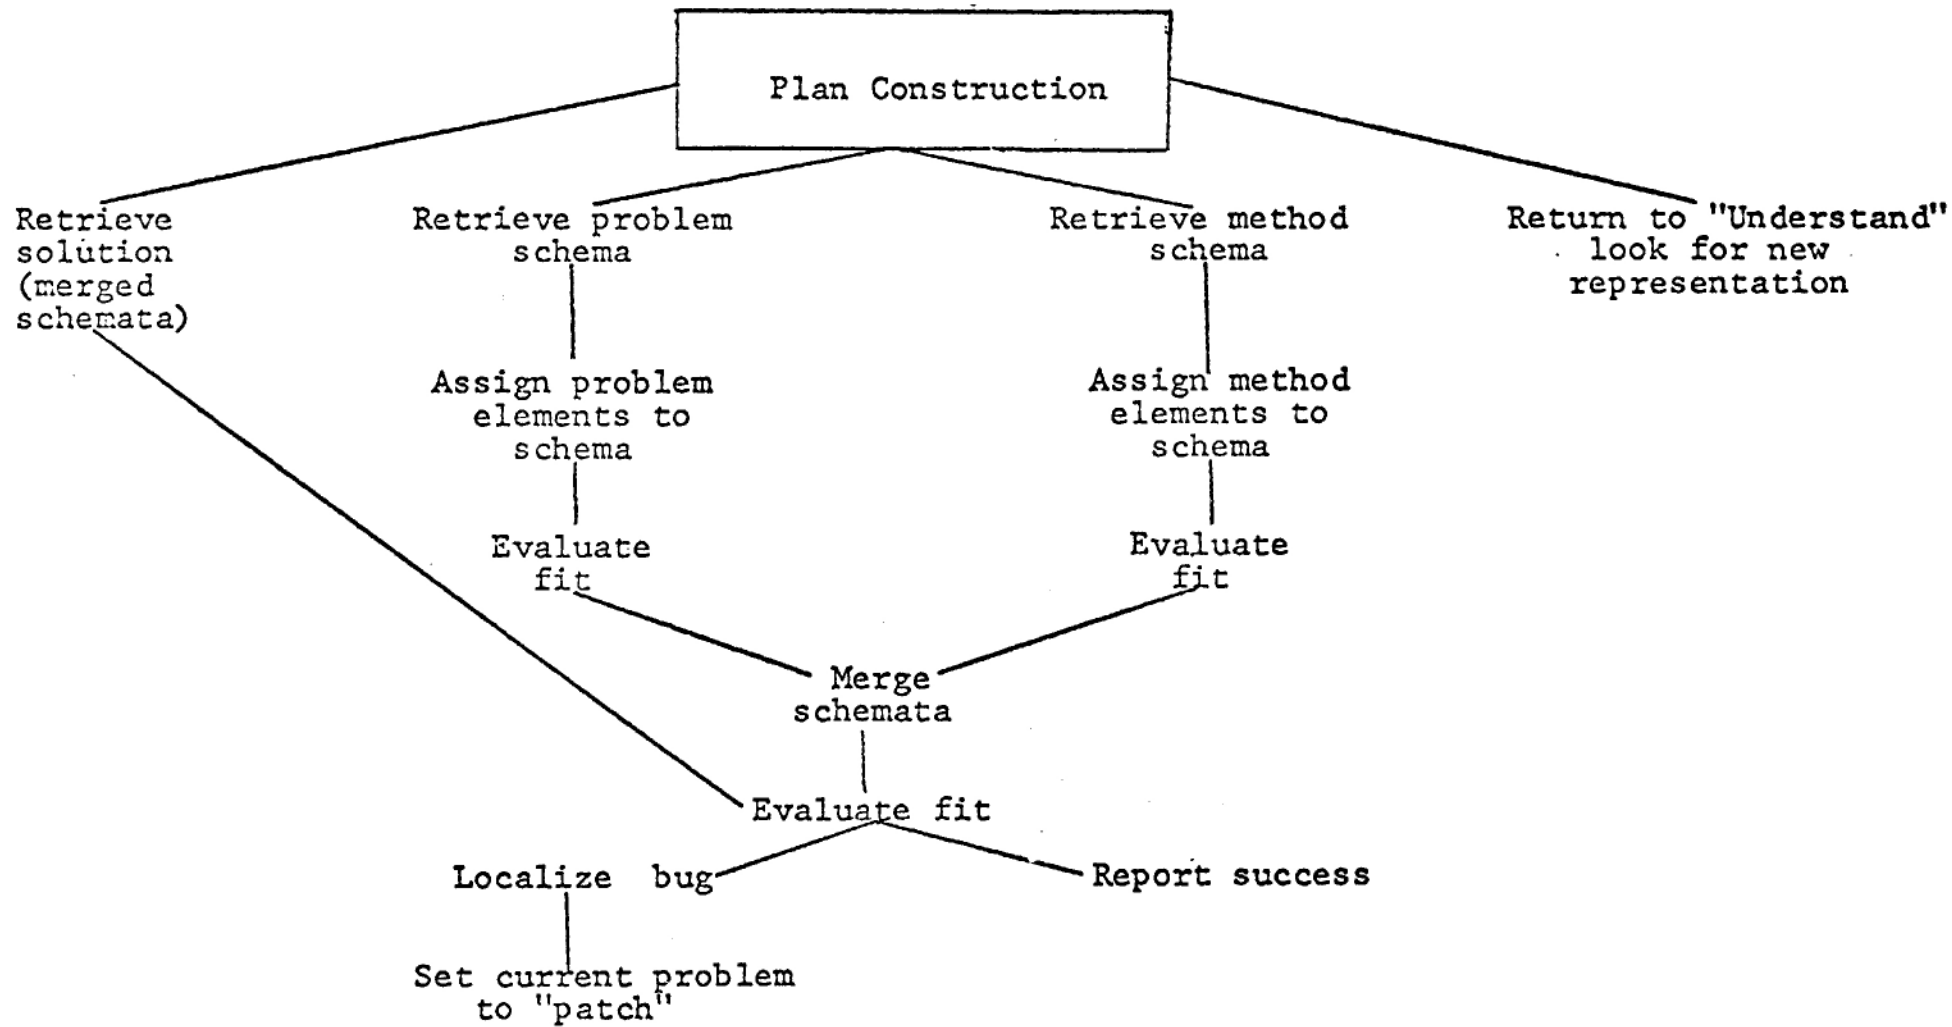 Plan Construction
Retrieve
solution
(merged
schemata)
Retrieve problem
schema
Retrieve method
schema
Return to "Understand"
look for new
representation
Assign problem
elements to
schema
Assign method
elements to
schema
Evaluate
fit
Evaluate
fit
Merge
schemata
Evaluate fit
Localize bug
Report success
Set current problem
to "patch"